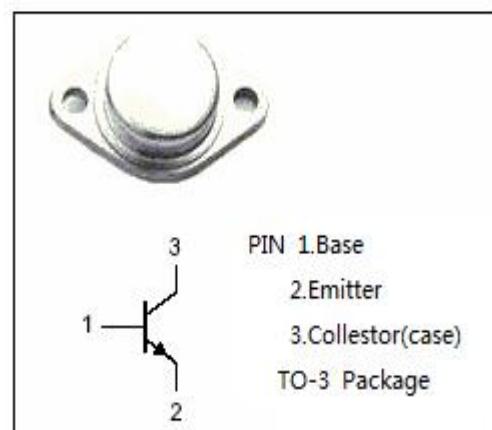 3
1
2
PIN 1.Base
2.Emitter
3.Collestor(case)
TO-3 Package